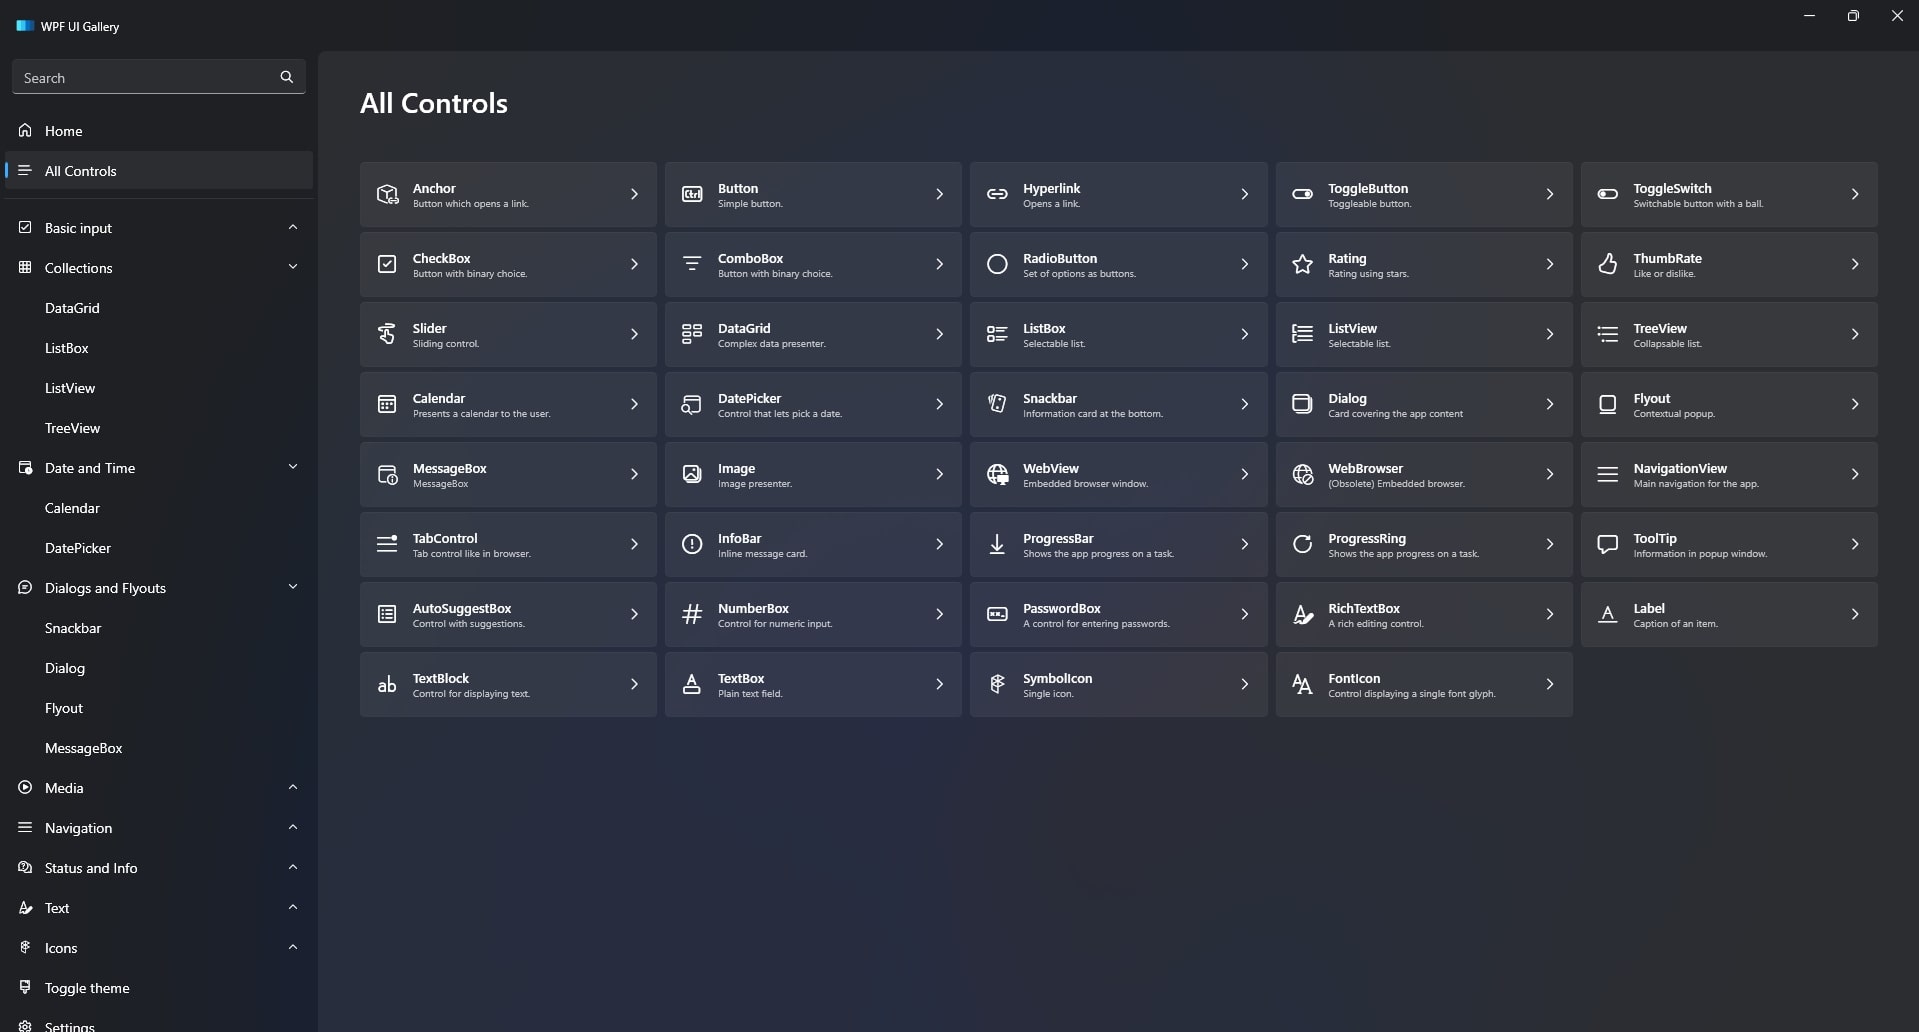 WPF UI Gallery
Search
Home
All Controls
Basic input
Collections
DataGrid
ListBox
ListView
TreeView
Date and Time
Calendar
DatePicker
Dialogs and Flyouts
Snackbar
Dialog
Flyout
MessageBox
Media
Navigation
Status and Info
Text
Icons
Toggle theme
Settings
All Controls
Anchor
Button which opens a link.
Ctrl
Button
Simple button.
Hyperlink
Opens a link.
ToggleButton
Toggleable button.
ToggleSwitch
Switchable button with a ball.
CheckBox
Button with binary choice.
ComboBox
Button with binary choice.
RadioButton
Set of options as buttons.
Rating
Rating using stars.
ThumbRate
Like or dislike.
Slider
Sliding control.
DataGrid
Complex data presenter.
ListBox
Selectable list.
ListView
Selectable list.
TreeView
Collapsable list.
Calendar
Presents a calendar to the user.
DatePicker
Control that lets pick a date.
Snackbar
Information card at the bottom.
Dialog
Card covering the app content
Flyout
Contextual popup.
MessageBox
MessageBox
Image
Image presenter.
WebView
Embedded browser window.
WebBrowser
(Obsolete) Embedded browser.
NavigationView
Main navigation for the app.
TabControl
Tab control like in browser.
InfoBar
Inline message card.
ProgressBar
Shows the app progress on a task.
ProgressRing
Shows the app progress on a task.
ToolTip
Information in popup window.
AutoSuggestBox
Control with suggestions.
NumberBox
Control for numeric input.
PasswordBox
A control for entering passwords.
RichTextBox
A rich editing control.
Label
Caption of an item.
ab
TextBlock
Control for displaying text.
TextBox
Plain text field.
SymbolIcon
Single icon.
FontIcon
Control displaying a single font glyph.